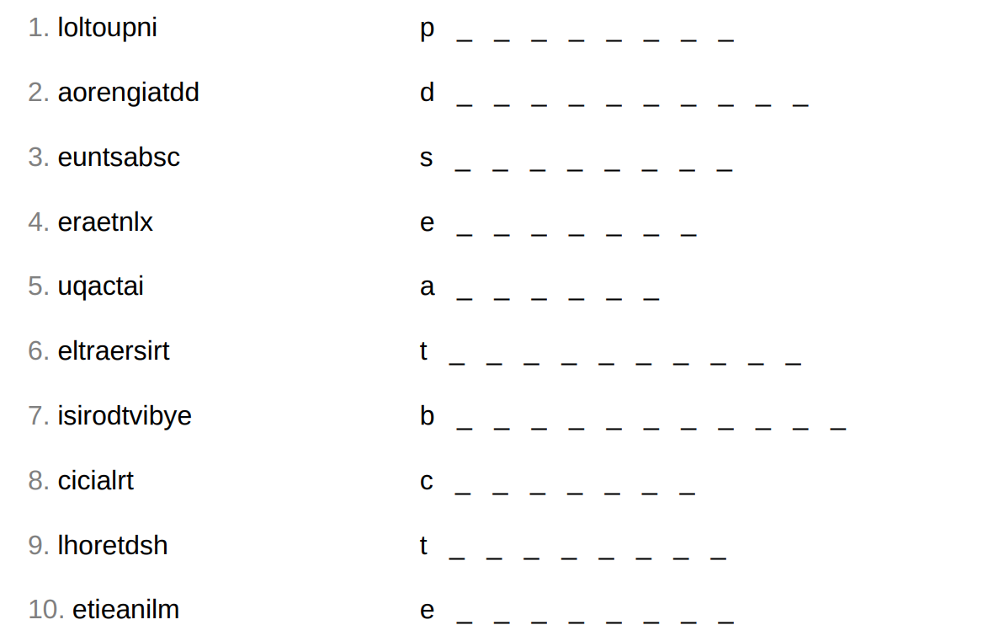 1. loltoupni p _ _ _ _ _ _ _ _
2. aorengiatdd d _ _ _ _ _ _ _ _ _ _
3. euntsabsc s _ _ _ _ _ _ _ _
4. eraetnlx e _ _ _ _ _ _ _
5. uqactai a _ _ _ _ _ _
6. eltraersirt t _ _ _ _ _ _ _ _ _ _
7. isirodtvibye b _ _ _ _ _ _ _ _ _ _ _
8. cicialrt c _ _ _ _ _ _ _
9. lhoretdsh t _ _ _ _ _ _ _ _
10. etieanilm e _ _ _ _ _ _ _ _